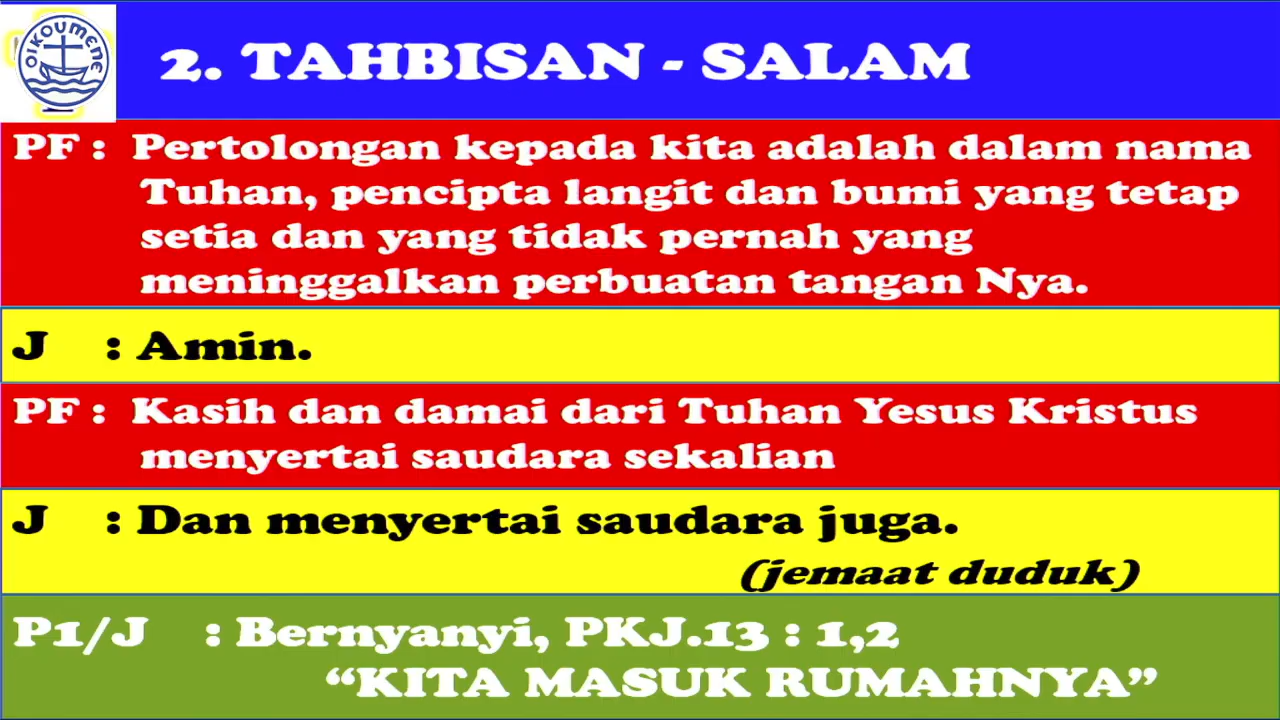 OIKOUMENE
2. TAHBISAN - SALAM
PF : Pertolongan kepada kita adalah dalam nama
Tuhan, pencipta langit dan bumi yang tetap
setia dan yang tidak pernah yang
meninggalkan perbuatan tangan Nya.
J : Amin.
PF : Kasih dan damai dari Tuhan Yesus Kristus
menyertai saudara sekalian
J : Dan menyertai saudara juga.
(jemaat duduk)
P1/J : Bernyanyi, PKJ.13 : 1,2
“KITA MASUK RUMAHNYA”